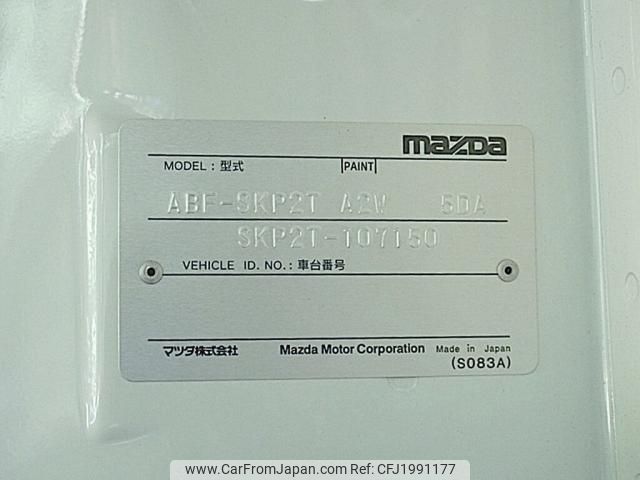 mazda
MODEL : 型式 PAINT
ABF-SKP2T A2W 5DA
SKP2T-107150
VEHICLE ID. NO. : 車台番号
マツダ株式会社 Mazda Motor Corporation Made in Japan
(S083A)
www.CarFromJapan.com | CarFromJapan: CFJ1991177